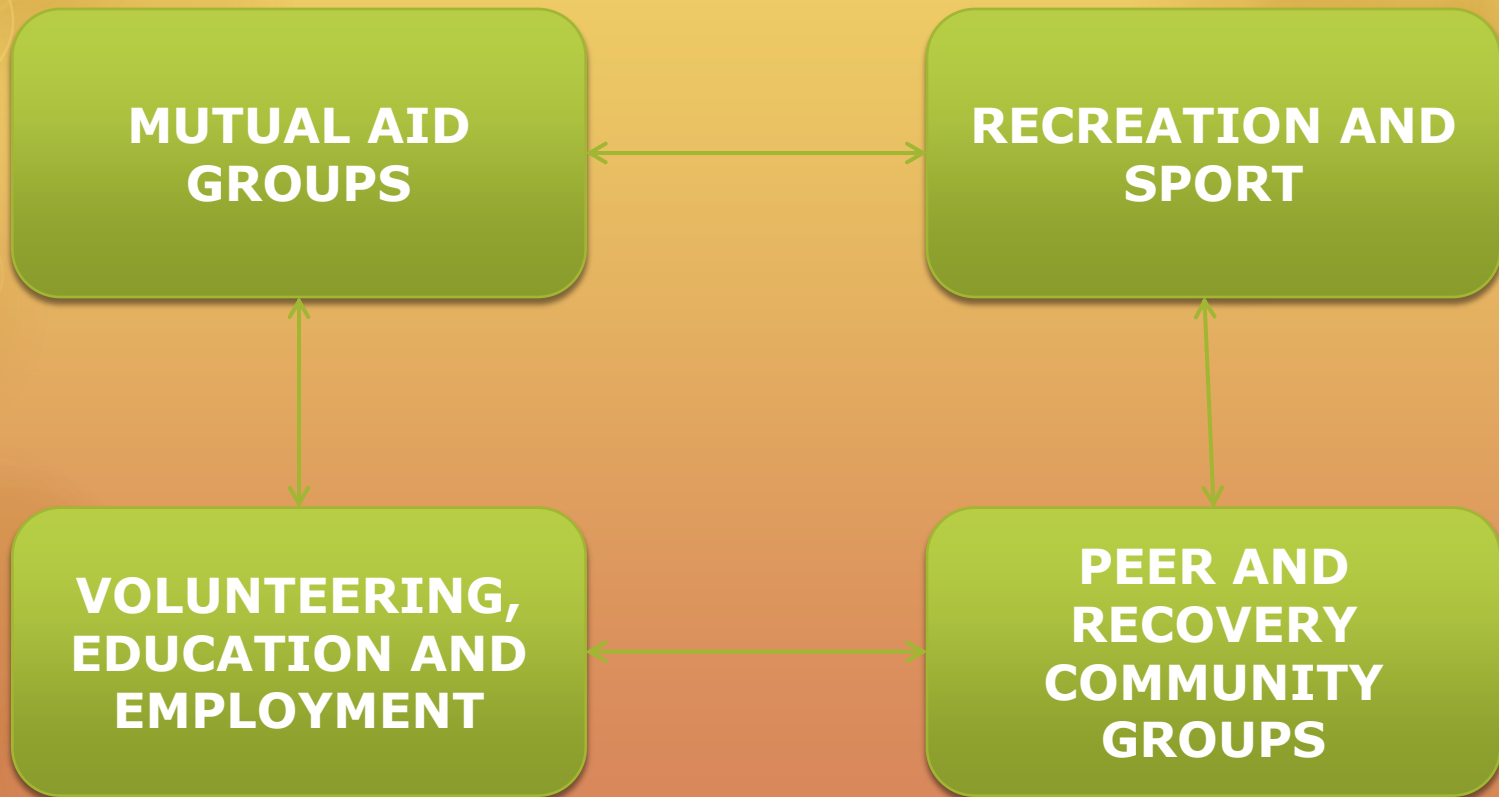 MUTUAL AID
GROUPS
RECREATION AND
SPORT
VOLUNTEERING,
EDUCATION AND
EMPLOYMENT
PEER AND
RECOVERY
COMMUNITY
GROUPS